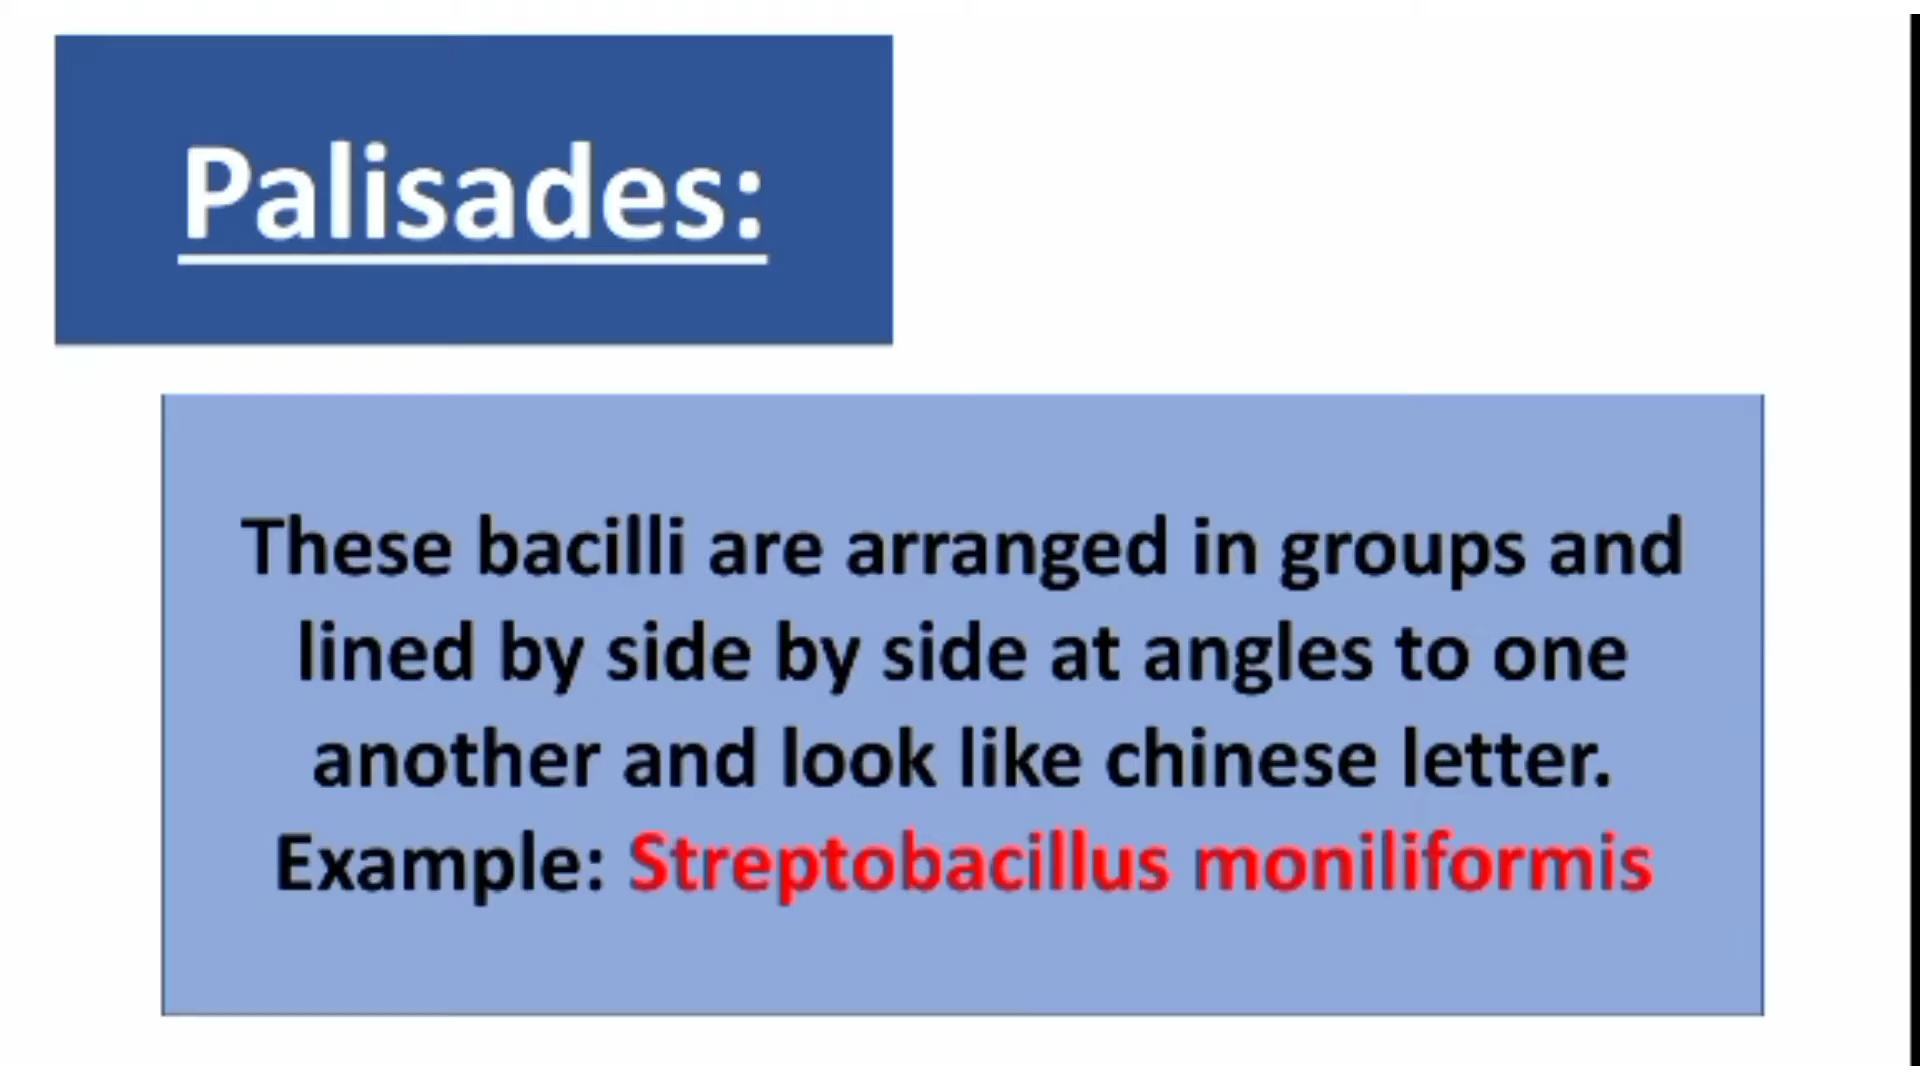 Palisades:
These bacilli are arranged in groups and
lined by side by side at angles to one
another and look like chinese letter.
Example: Streptobacillus moniliformis